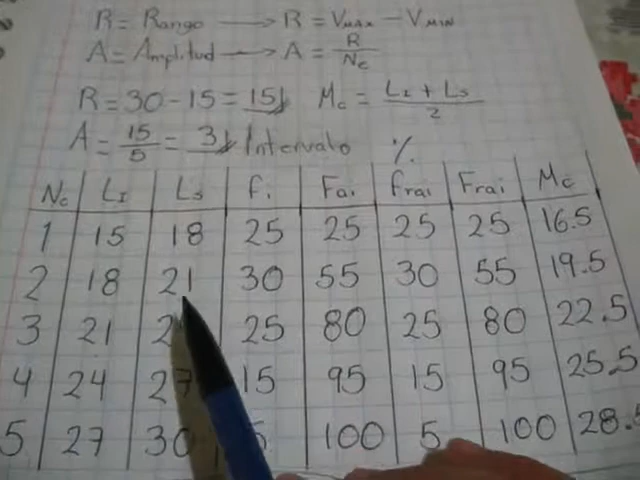 R = Rango → R = VMAX - VMIN
A = Amplitud → A = R/Nc
R = 30 - 15 = 15 Mc = LI + Ls / 2
A = 15/5 = 3 Intervalo %
Nc LI Ls fi Fai frai Frai Mc
1 15 18 25 25 25 25 16.5
2 18 21 30 55 30 55 19.5
3 21 2 25 80 25 80 22.5
4 24 27 15 95 15 95 25.5
5 27 30 100 5 100 28.